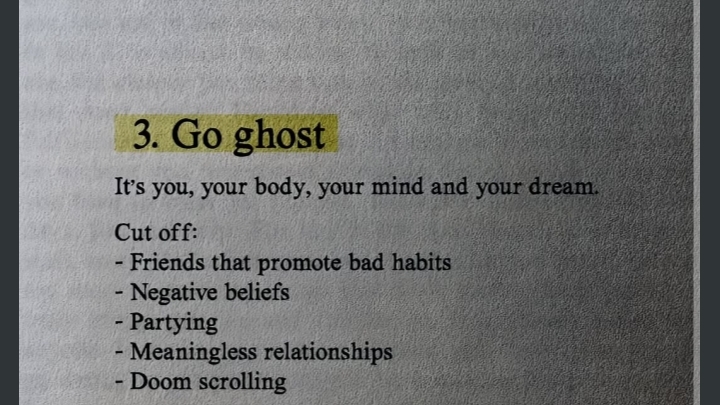 3. Go ghost
It's you, your body, your mind and your dream.
Cut off:
- Friends that promote bad habits
- Negative beliefs
- Partying
- Meaningless relationships
- Doom scrolling